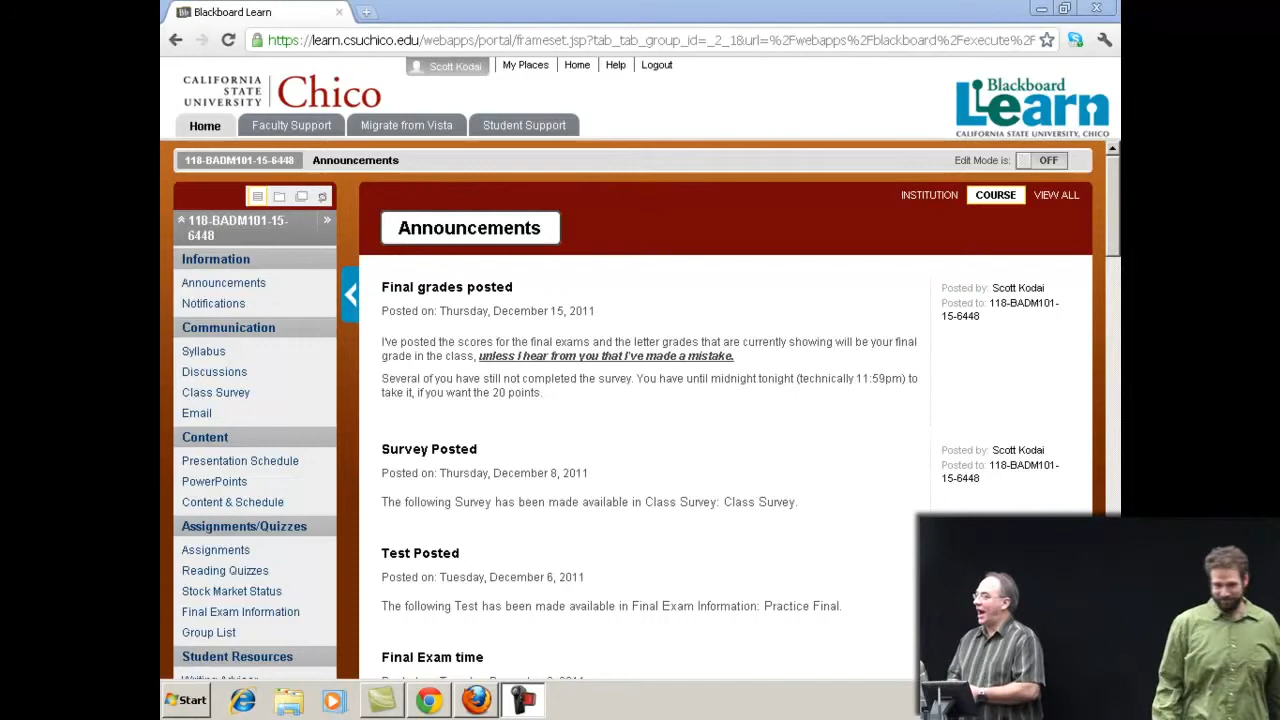 Blackboard Learn
https://learn.csuchico.edu/webapps/portal/frameset.jsp?tab_tab_group_id=_2_1&url=%2Fwebapps%2Fblackboard%2Fexecute%2F
Scott Kodai
My Places
Home
Help
Logout
CALIFORNIA
STATE
UNIVERSITY
Chico
Blackboard
Learn
CALIFORNIA STATE UNIVERSITY, CHICO
Home
Faculty Support
Migrate from Vista
Student Support
118-BADM101-15-6448
Announcements
Edit Mode is:
OFF
118-BADM101-15-
6448
Information
Announcements
Notifications
Communication
Syllabus
Discussions
Class Survey
Email
Content
Presentation Schedule
PowerPoints
Content & Schedule
Assignments/Quizzes
Assignments
Reading Quizzes
Stock Market Status
Final Exam Information
Group List
Student Resources
INSTITUTION
COURSE
VIEW ALL
Announcements
Final grades posted
Posted on: Thursday, December 15, 2011
I've posted the scores for the final exams and the letter grades that are currently showing will be your final
grade in the class, unless I hear from you that I've made a mistake.
Several of you have still not completed the survey. You have until midnight tonight (technically 11:59pm) to
take it, if you want the 20 points.
Posted by: Scott Kodai
Posted to: 118-BADM101-
15-6448
Survey Posted
Posted on: Thursday, December 8, 2011
The following Survey has been made available in Class Survey: Class Survey.
Posted by: Scott Kodai
Posted to: 118-BADM101-
15-6448
Test Posted
Posted on: Tuesday, December 6, 2011
The following Test has been made available in Final Exam Information: Practice Final.
Final Exam time
Start